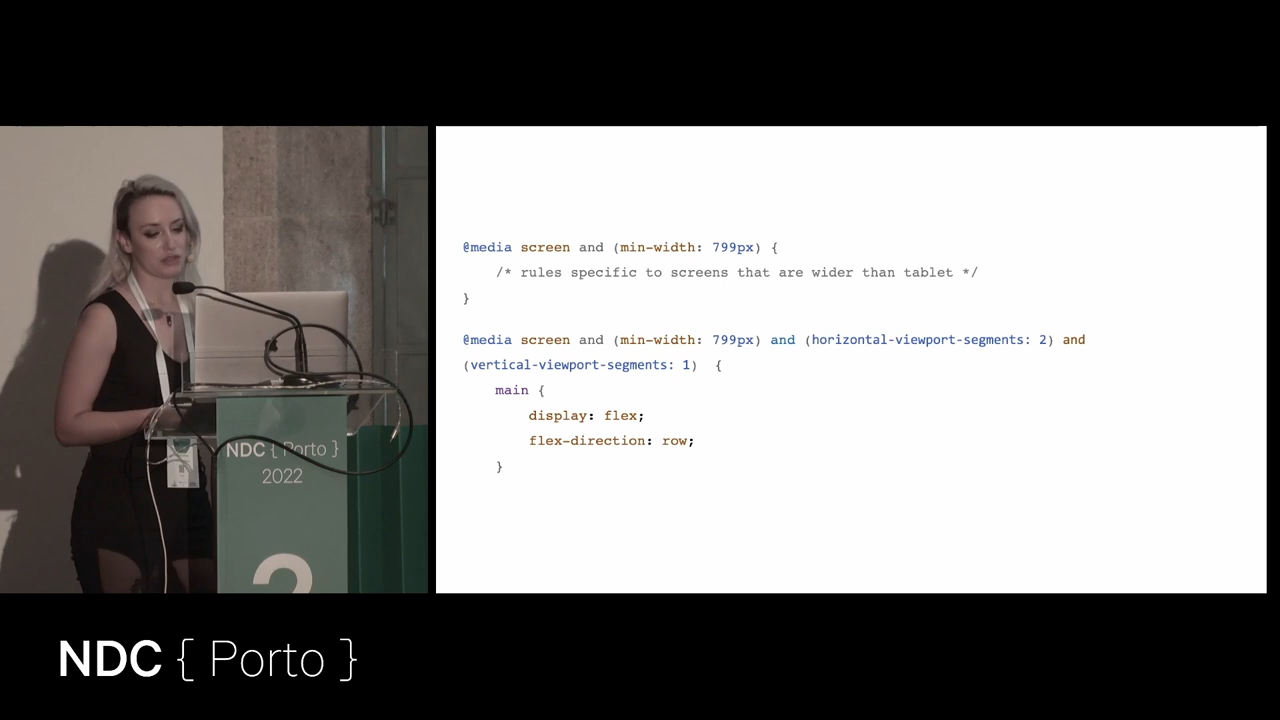 @media screen and (min-width: 799px) {
/* rules specific to screens that are wider than tablet */
}
@media screen and (min-width: 799px) and (horizontal-viewport-segments: 2) and
(vertical-viewport-segments: 1) {
main {
display: flex;
flex-direction: row;
}
NDC { Porto }
2022
2
NDC { Porto }